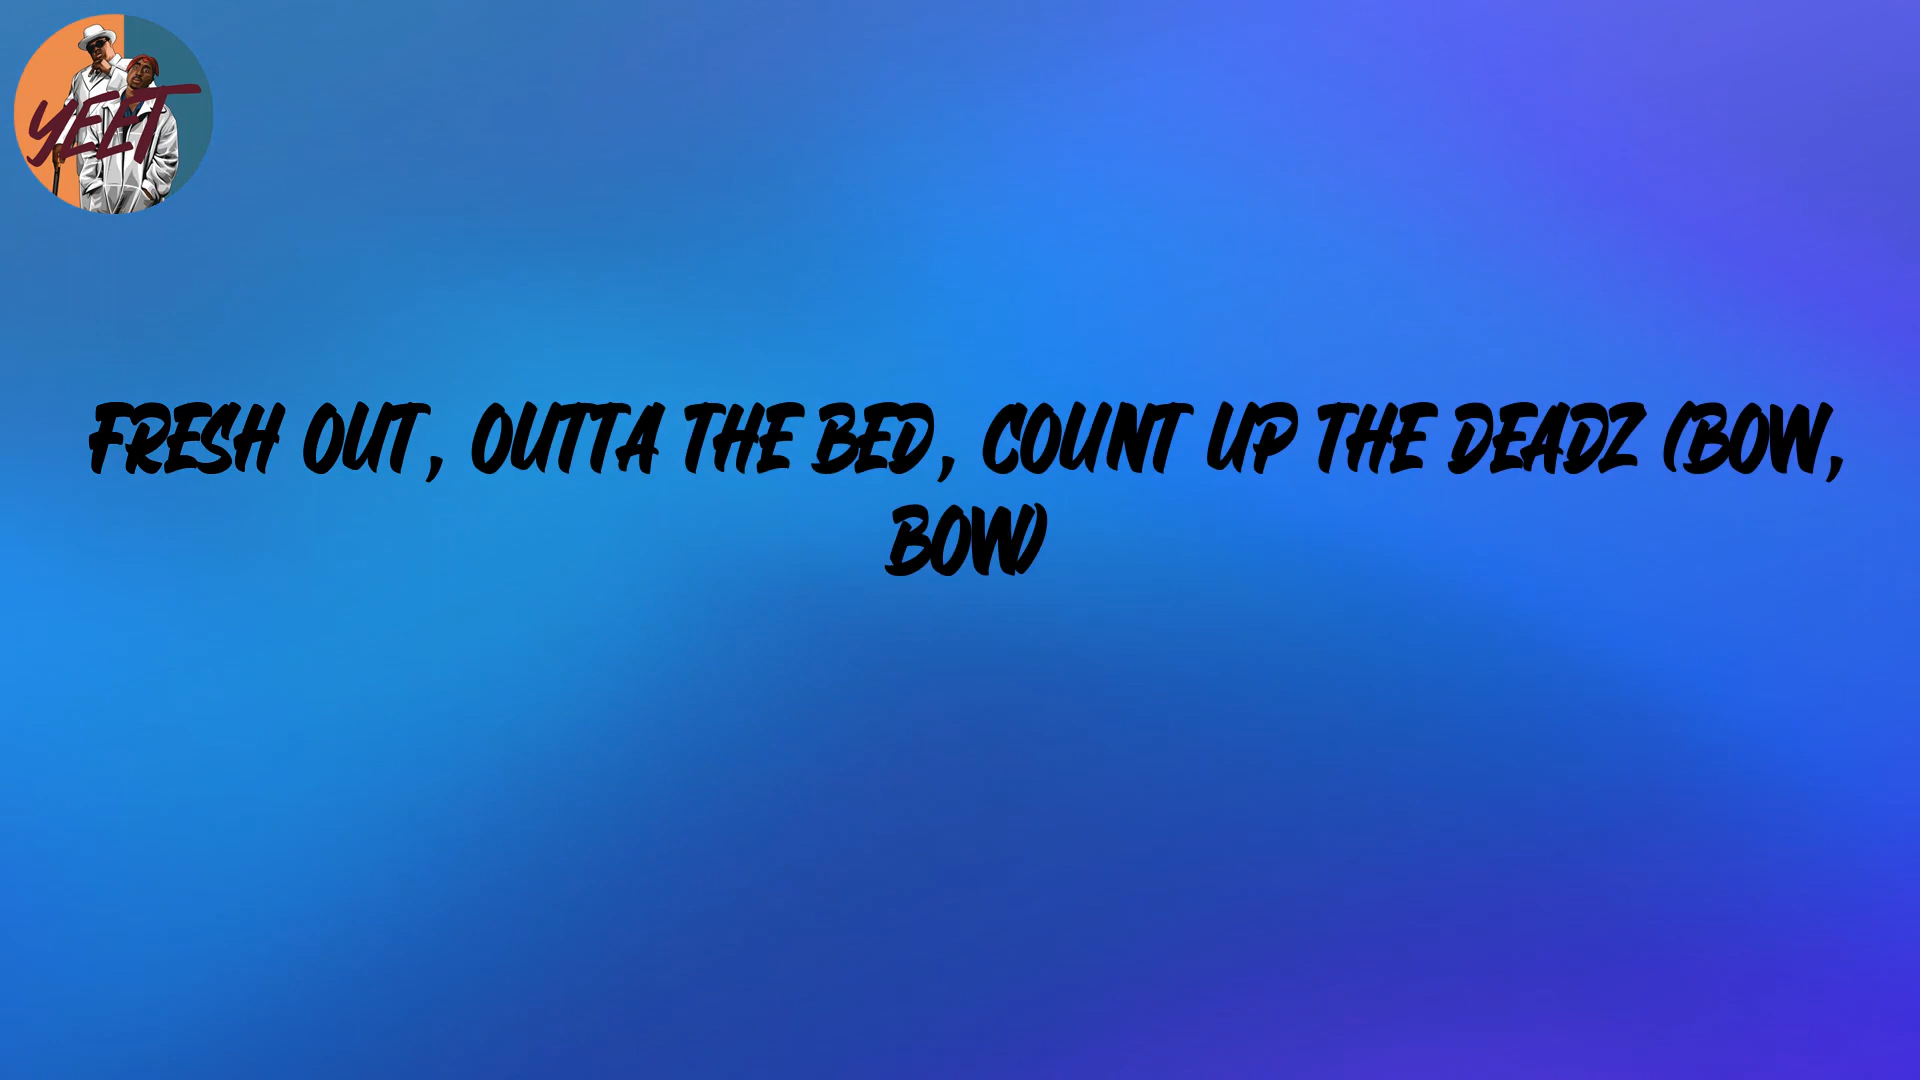 YEET
FRESH OUT, OUTTA THE BED, COUNT UP THE DEADZ (BOW,
BOW)